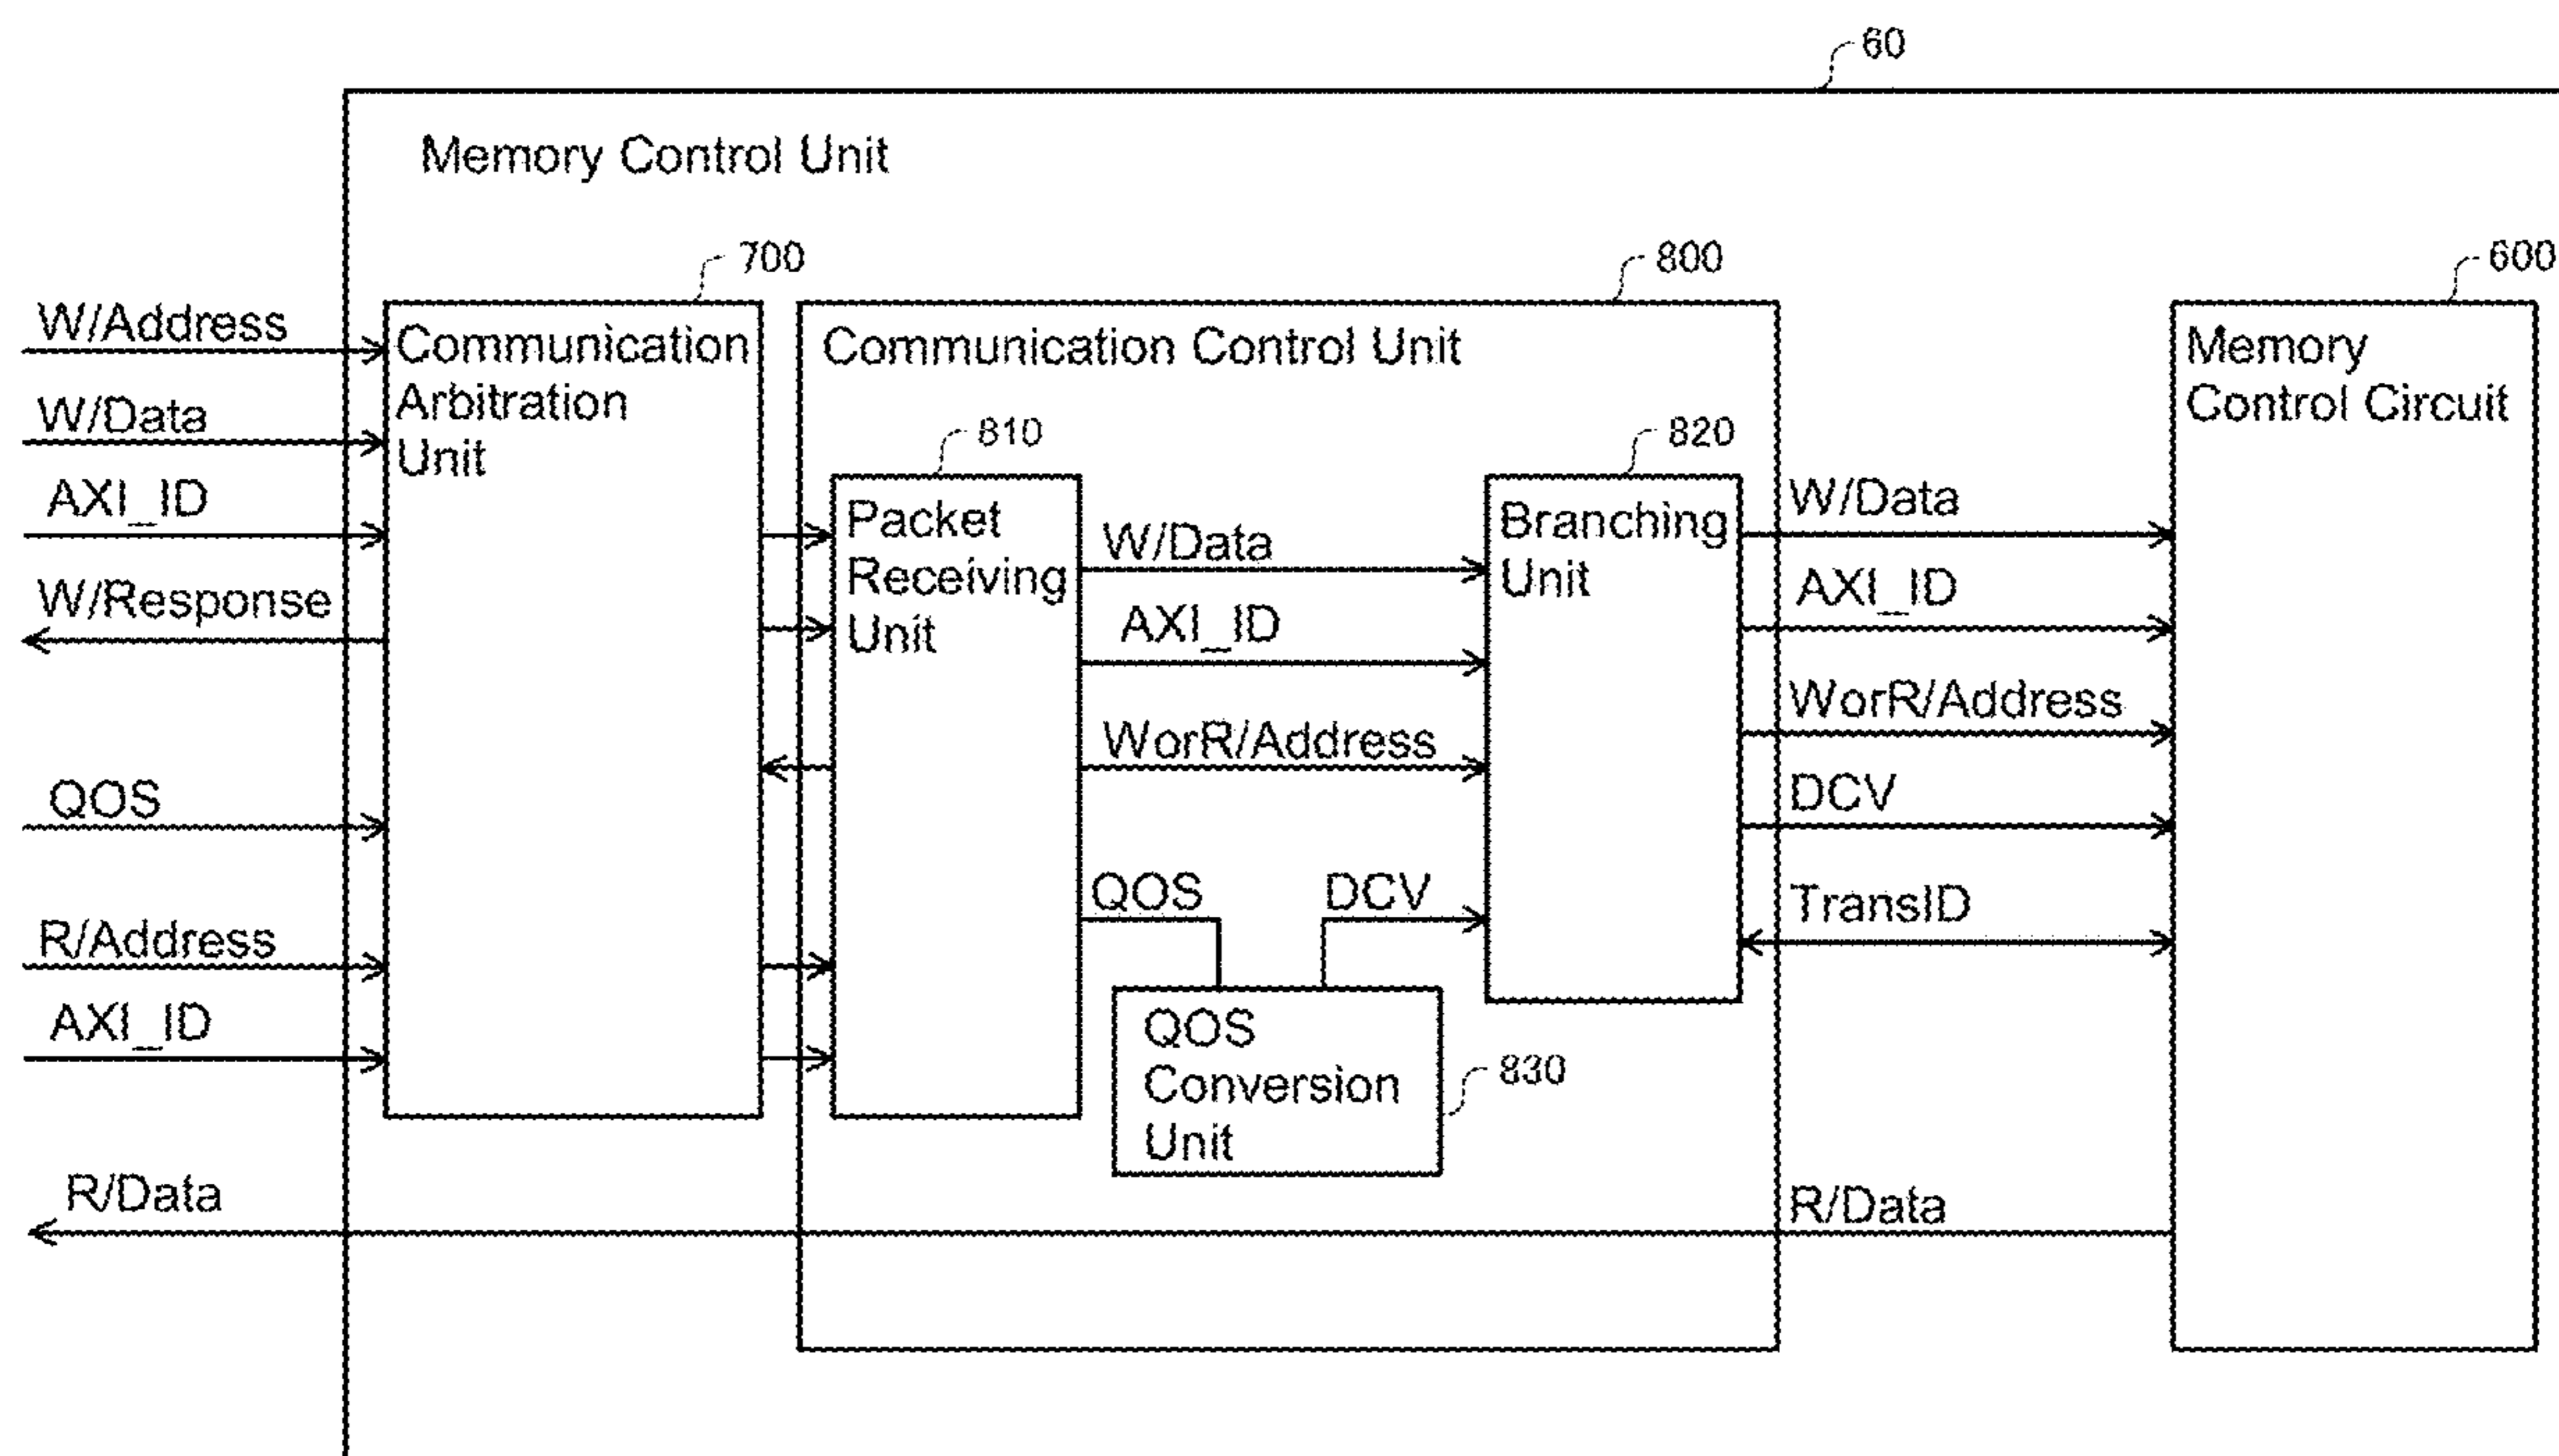 60
Memory Control Unit
700
800
600
W/Address
W/Data
AXI_ID
W/Response
QOS
R/Address
AXI_ID
R/Data
Communication
Arbitration
Unit
Communication Control Unit
810
Packet
Receiving
Unit
W/Data
AXI_ID
WorR/Address
QOS
DCV
QOS
Conversion
Unit
830
820
Branching
Unit
W/Data
AXI_ID
WorR/Address
DCV
TransID
R/Data
Memory
Control Circuit